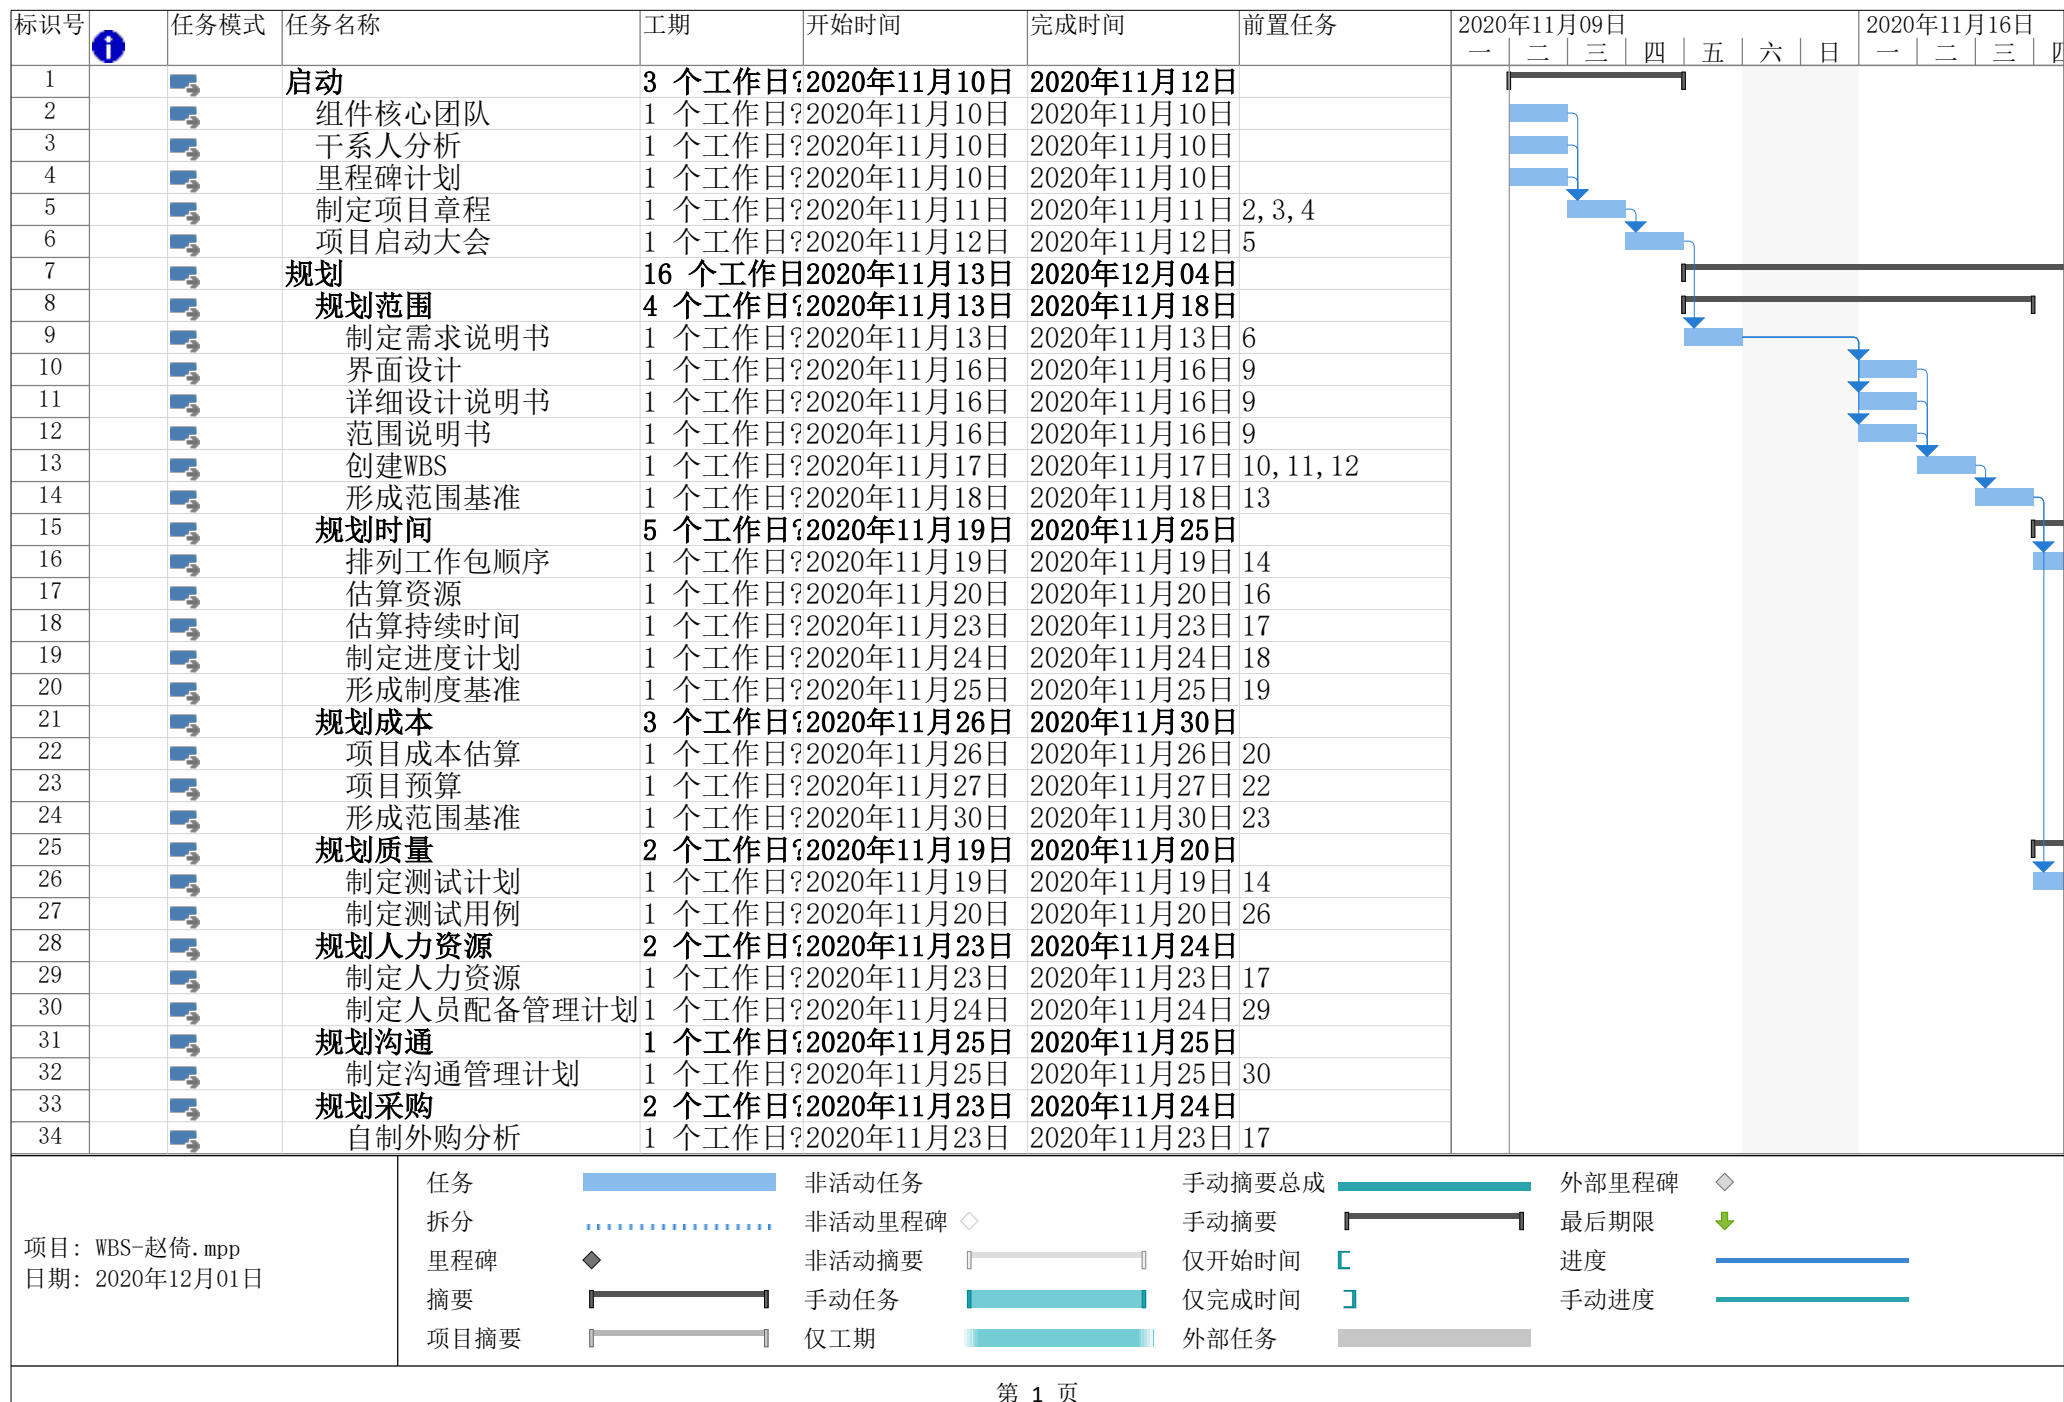 标识号 任务模式 任务名称 工期 开始时间 完成时间 前置任务 2020年11月09日 2020年11月16日
一 二 三 四 五 六 日 一 二 三 四
1 启动 3 个工作日? 2020年11月10日 2020年11月12日
2 组件核心团队 1 个工作日? 2020年11月10日 2020年11月10日
3 干系人分析 1 个工作日? 2020年11月10日 2020年11月10日
4 里程碑计划 1 个工作日? 2020年11月10日 2020年11月10日
5 制定项目章程 1 个工作日? 2020年11月11日 2020年11月11日 2,3,4
6 项目启动大会 1 个工作日? 2020年11月12日 2020年11月12日 5
7 规划 16 个工作日 2020年11月13日 2020年12月04日
8 规划范围 4 个工作日? 2020年11月13日 2020年11月18日
9 制定需求说明书 1 个工作日? 2020年11月13日 2020年11月13日 6
10 界面设计 1 个工作日? 2020年11月16日 2020年11月16日 9
11 详细设计说明书 1 个工作日? 2020年11月16日 2020年11月16日 9
12 范围说明书 1 个工作日? 2020年11月16日 2020年11月16日 9
13 创建WBS 1 个工作日? 2020年11月17日 2020年11月17日 10,11,12
14 形成范围基准 1 个工作日? 2020年11月18日 2020年11月18日 13
15 规划时间 5 个工作日? 2020年11月19日 2020年11月25日
16 排列工作包顺序 1 个工作日? 2020年11月19日 2020年11月19日 14
17 估算资源 1 个工作日? 2020年11月20日 2020年11月20日 16
18 估算持续时间 1 个工作日? 2020年11月23日 2020年11月23日 17
19 制定进度计划 1 个工作日? 2020年11月24日 2020年11月24日 18
20 形成制度基准 1 个工作日? 2020年11月25日 2020年11月25日 19
21 规划成本 3 个工作日? 2020年11月26日 2020年11月30日
22 项目成本估算 1 个工作日? 2020年11月26日 2020年11月26日 20
23 项目预算 1 个工作日? 2020年11月27日 2020年11月27日 22
24 形成范围基准 1 个工作日? 2020年11月30日 2020年11月30日 23
25 规划质量 2 个工作日? 2020年11月19日 2020年11月20日
26 制定测试计划 1 个工作日? 2020年11月19日 2020年11月19日 14
27 制定测试用例 1 个工作日? 2020年11月20日 2020年11月20日 26
28 规划人力资源 2 个工作日? 2020年11月23日 2020年11月24日
29 制定人力资源 1 个工作日? 2020年11月23日 2020年11月23日 17
30 制定人员配备管理计划 1 个工作日? 2020年11月24日 2020年11月24日 29
31 规划沟通 1 个工作日? 2020年11月25日 2020年11月25日
32 制定沟通管理计划 1 个工作日? 2020年11月25日 2020年11月25日 30
33 规划采购 2 个工作日? 2020年11月23日 2020年11月24日
34 自制外购分析 1 个工作日? 2020年11月23日 2020年11月23日 17
项目: WBS-赵倚.mpp
日期: 2020年12月01日
任务 非活动任务 手动摘要总成 外部里程碑
拆分 非活动里程碑 手动摘要 最后期限
里程碑 非活动摘要 仅开始时间 进度
摘要 手动任务 仅完成时间 手动进度
项目摘要 仅工期 外部任务
第 1 页